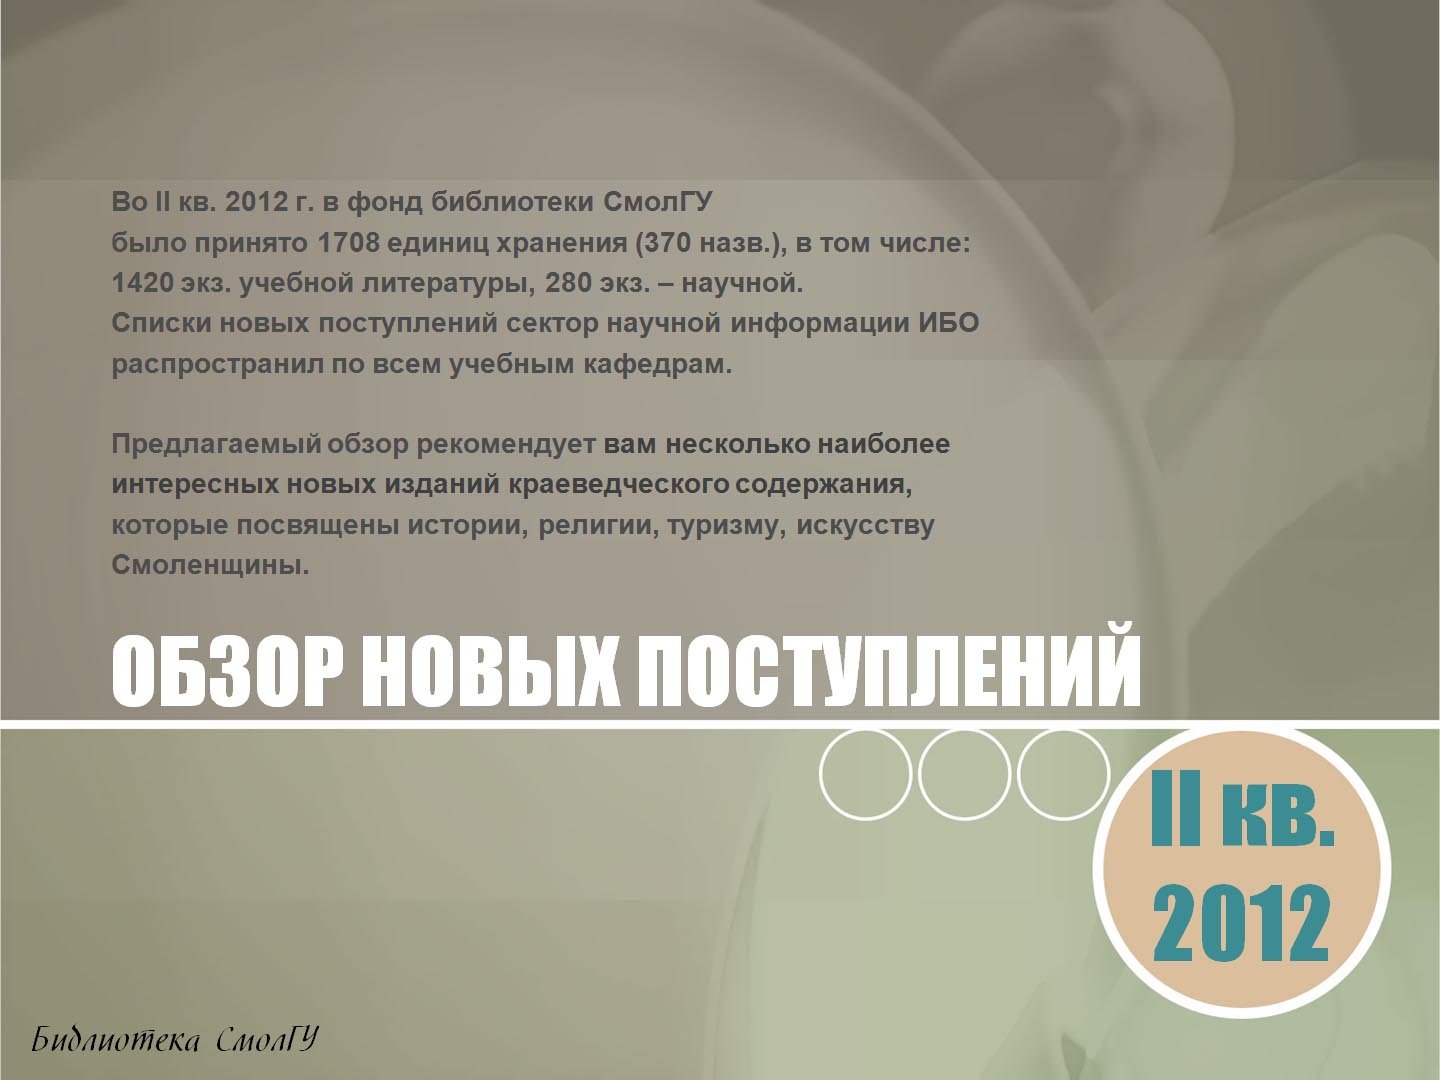 Во II кв. 2012 г. в фонд библиотеки СмолГУ
было принято 1708 единиц хранения (370 назв.), в том числе:
1420 экз. учебной литературы, 280 экз. – научной.
Списки новых поступлений сектор научной информации ИБО
распространил по всем учебным кафедрам.
Предлагаемый обзор рекомендует вам несколько наиболее
интересных новых изданий краеведческого содержания,
которые посвящены истории, религии, туризму, искусству
Смоленщины.
ОБЗОР НОВЫХ ПОСТУПЛЕНИЙ
II кв.
2012
Библиотека СмолГУ